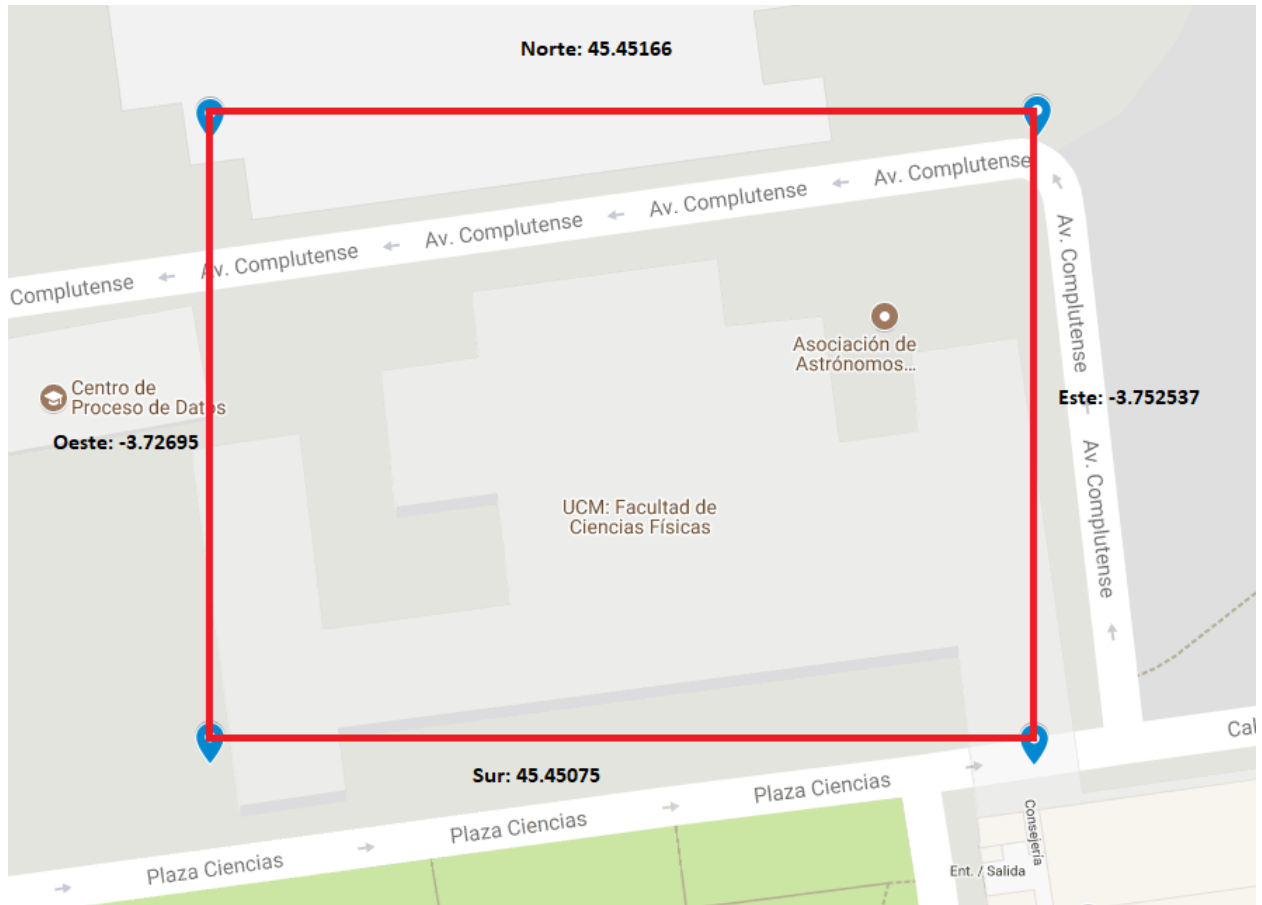 Norte: 45.45166
Av. Complutense
Av. Complutense
Av. Complutense
Av. Complutense
Complutense
Av. Complutense
Asociación de
Astrónomos...
Centro de
Proceso de Datos
Este: -3.752537
Oeste: -3.72695
Av. Complutense
UCM: Facultad de
Ciencias Físicas
Cal
Sur: 45.45075
Plaza Ciencias
Plaza Ciencias
Plaza Ciencias
Consejería
Ent. / Salida